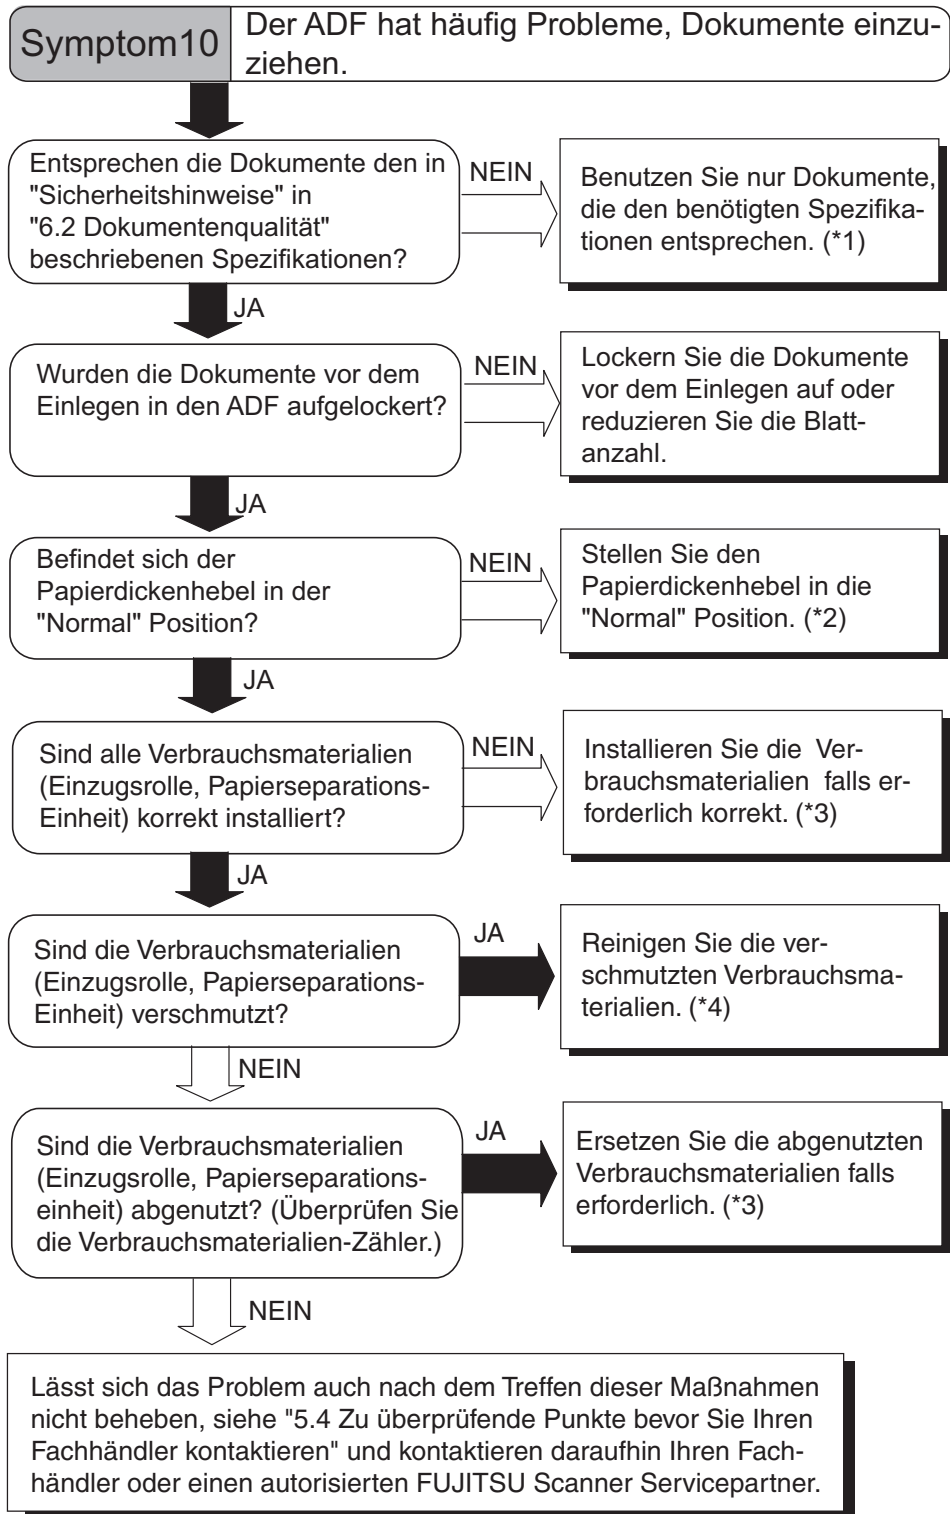 Symptom10
Der ADF hat häufig Probleme, Dokumente einzu-
ziehen.
Entsprechen die Dokumente den in
"Sicherheitshinweise" in
"6.2 Dokumentenqualität"
beschriebenen Spezifikationen?
NEIN
Benutzen Sie nur Dokumente,
die den benötigten Spezifika-
tionen entsprechen. (*1)
JA
Wurden die Dokumente vor dem
Einlegen in den ADF aufgelockert?
NEIN
Lockern Sie die Dokumente
vor dem Einlegen auf oder
reduzieren Sie die Blatt-
anzahl.
JA
Befindet sich der
Papierdickenhebel in der
"Normal" Position?
NEIN
Stellen Sie den
Papierdickenhebel in die
"Normal" Position. (*2)
JA
Sind alle Verbrauchsmaterialien
(Einzugsrolle, Papierseparations-
Einheit) korrekt installiert?
NEIN
Installieren Sie die  Ver-
brauchsmaterialien  falls er-
forderlich korrekt. (*3)
JA
Sind die Verbrauchsmaterialien
(Einzugsrolle, Papierseparations-
Einheit) verschmutzt?
JA
Reinigen Sie die ver-
schmutzten Verbrauchsma-
terialien. (*4)
NEIN
Sind die Verbrauchsmaterialien
(Einzugsrolle, Papierseparations-
einheit) abgenutzt? (Überprüfen Sie
die Verbrauchsmaterialien-Zähler.)
JA
Ersetzen Sie die abgenutzten
Verbrauchsmaterialien falls
erforderlich. (*3)
NEIN
Lässt sich das Problem auch nach dem Treffen dieser Maßnahmen
nicht beheben, siehe "5.4 Zu überprüfende Punkte bevor Sie Ihren
Fachhändler kontaktieren" und kontaktieren daraufhin Ihren Fach-
händler oder einen autorisierten FUJITSU Scanner Servicepartner.